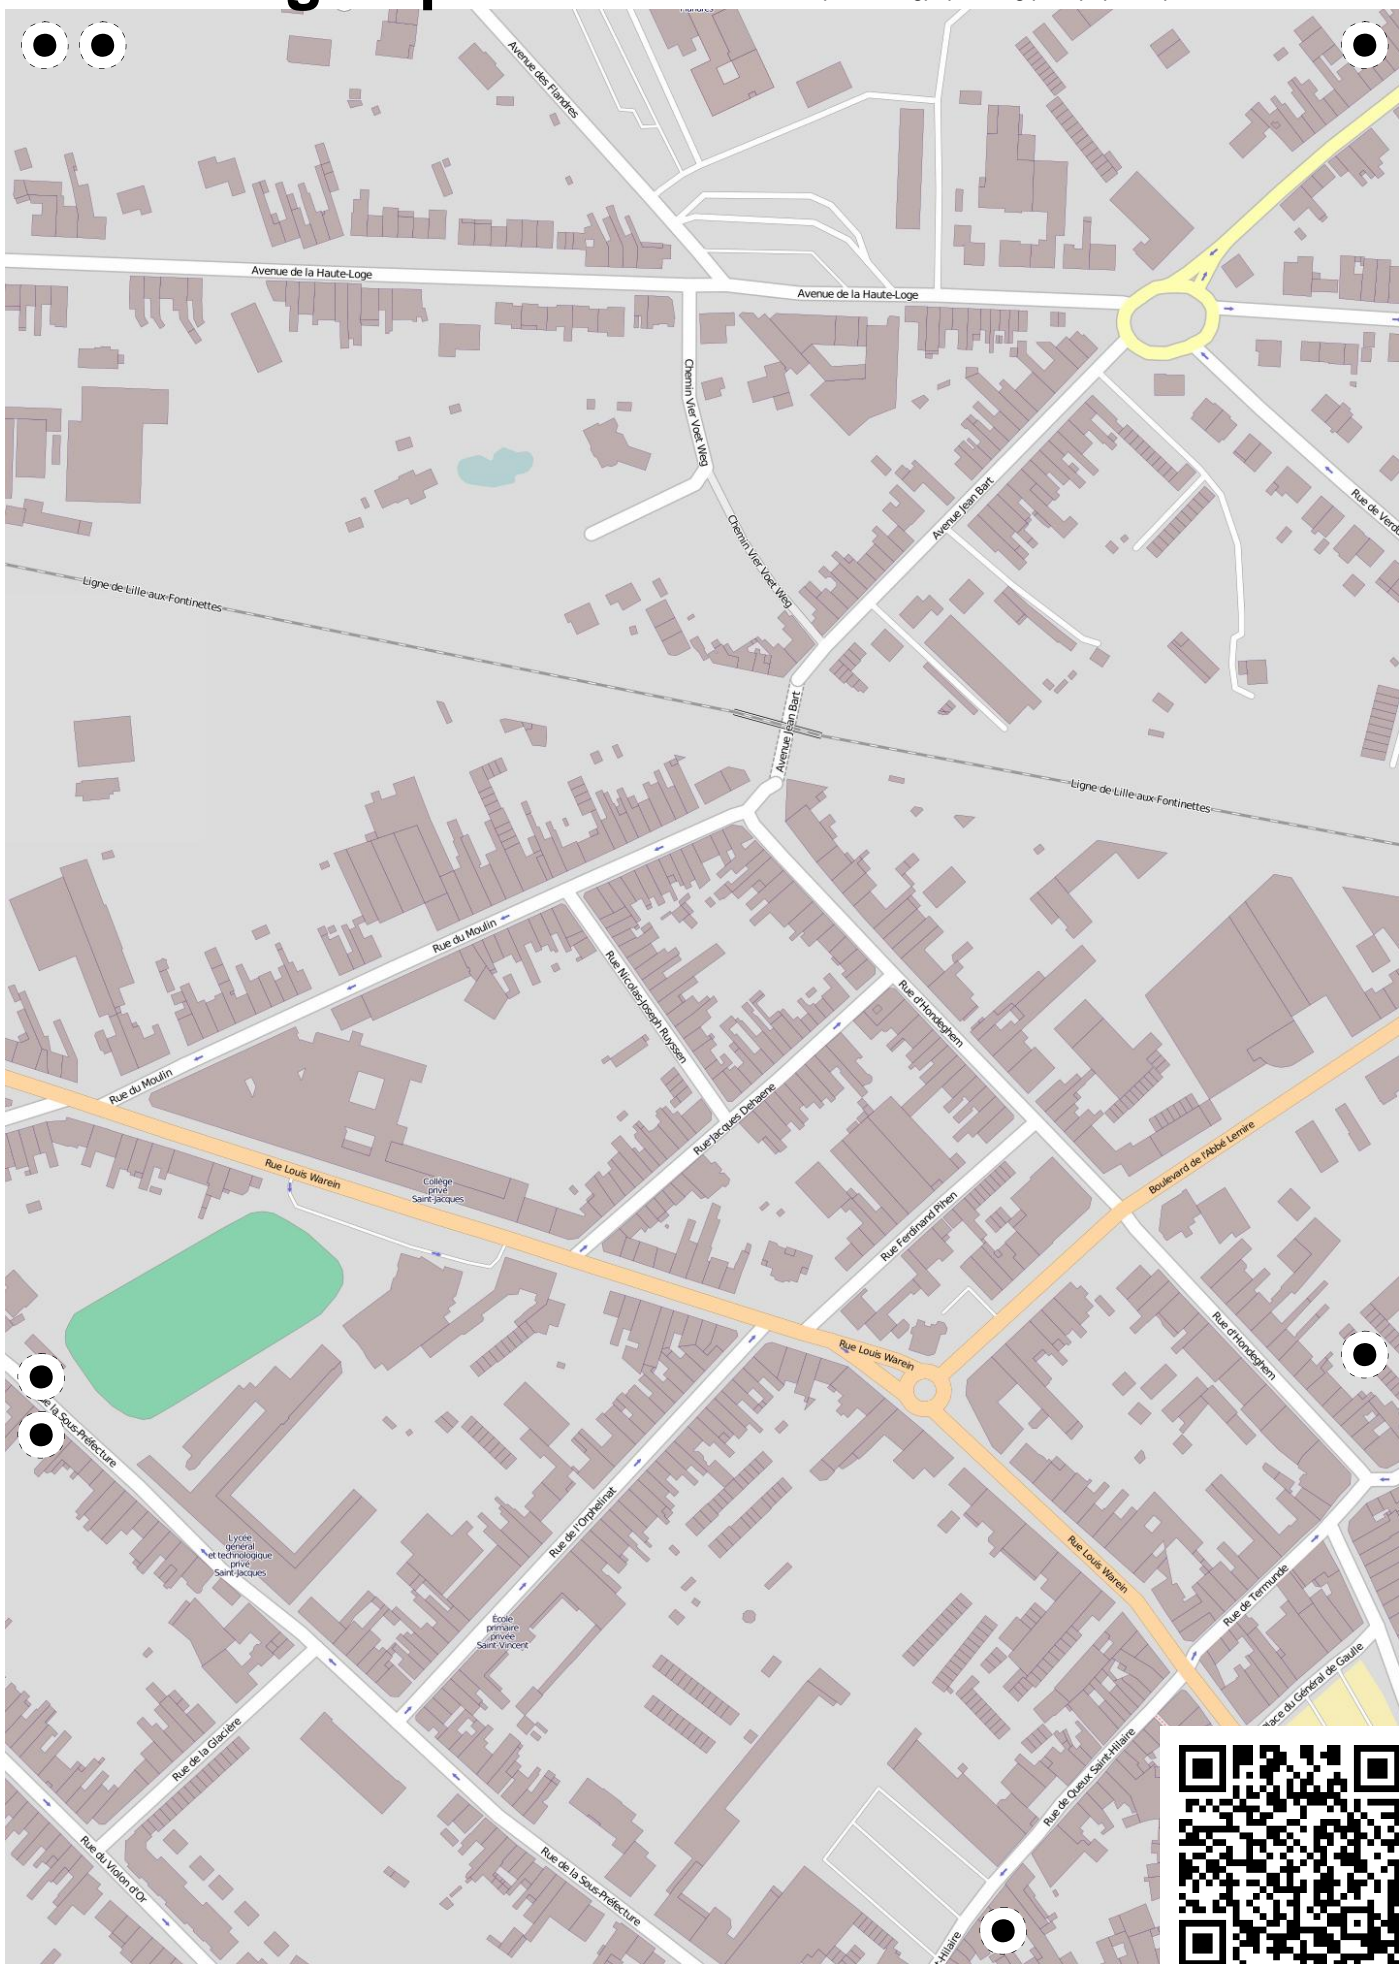 Avenue des Flandres
Avenue de la Haute-Loge
Avenue de la Haute-Loge
Chemin Vier Voet Weg
Chemin Vier Voet Weg
Avenue Jean Bart
Rue de Verdu
Ligne de Lille aux Fontinettes
Avenue Jean Bart
Ligne de Lille aux Fontinettes
Rue du Moulin
Rue Nicolas-Joseph Ruyssen
Rue d'Hondeghem
Rue du Moulin
Rue Jacques Dehaene
Rue Louis Warein
Collège
privé
Saint-Jacques
Boulevard de l'Abbé Lemire
Rue Ferdinand Pihen
Rue Louis Warein
Rue d'Hondeghem
de la Sous-Préfecture
Rue de l'Orphelinat
Lycée
général
et technologique
privé
Saint-Jacques
Rue Louis Warein
Rue de Termunde
École
primaire
privée
Saint-Vincent
Place du Général de Gaulle
Rue de la Glacière
Rue de Queux Saint-Hilaire
Rue du Violon d'Or
Rue de la Sous-Préfecture
t-Hilaire